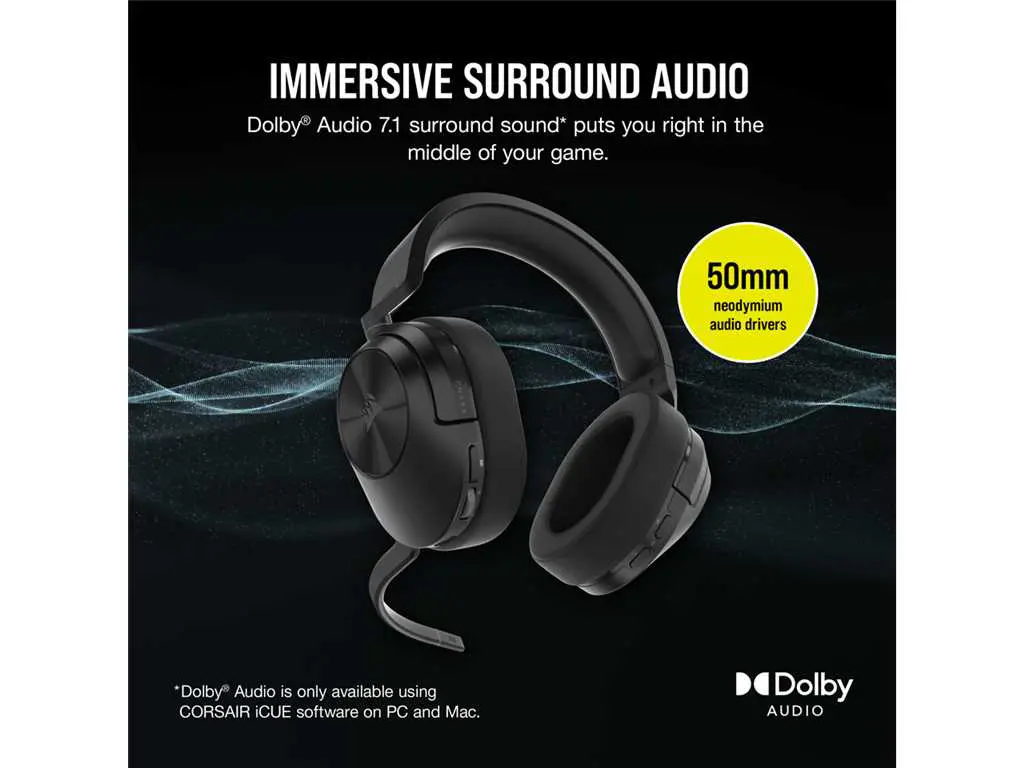 IMMERSIVE SURROUND AUDIO
Dolby® Audio 7.1 surround sound* puts you right in the
middle of your game.
50mm
neodymium
audio drivers
*Dolby® Audio is only available using
CORSAIR iCUE software on PC and Mac.
Dolby
AUDIO